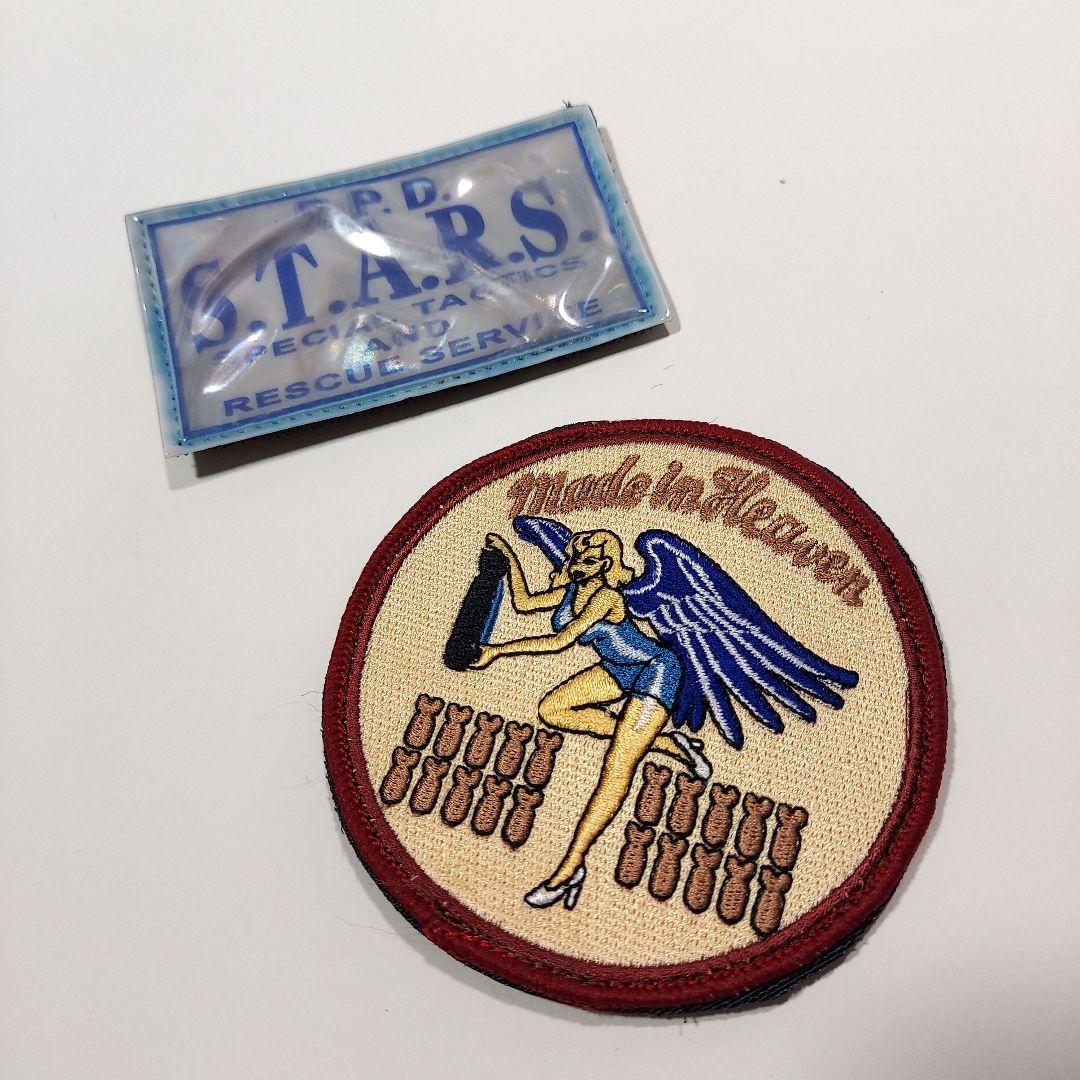 R.P.D.
S.T.A.R.S.
SPECIAL TACTICS
AND
RESCUE SERVICE
Made in Heaven